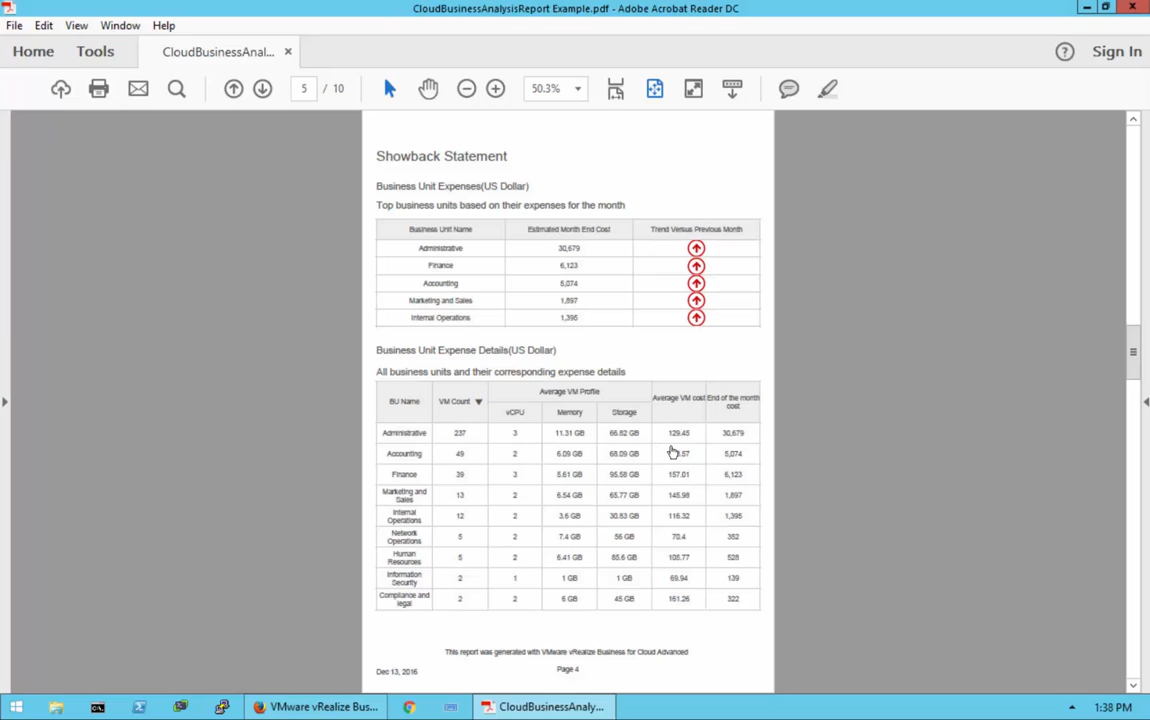 CloudBusinessAnalysisReport Example.pdf - Adobe Acrobat Reader DC
File Edit View Window Help
Home Tools CloudBusinessAnal... × Sign In
5 / 10 50.3%
Showback Statement
Business Unit Expenses(US Dollar)
Top business units based on their expenses for the month
Business Unit Name Estimated Month End Cost Trend Versus Previous Month
Administrative 30,679
Finance 6,123
Accounting 5,074
Marketing and Sales 1,897
Internal Operations 1,395
Business Unit Expense Details(US Dollar)
All business units and their corresponding expense details
BU Name VM Count ▼ Average VM Profile Average VM cost End of the month cost
vCPU Memory Storage
Administrative 237 3 11.31 GB 66.82 GB 129.45 30,679
Accounting 49 2 6.09 GB 68.09 GB 5,074
Finance 39 3 5.61 GB 95.58 GB 157.01 6,123
Marketing and Sales 13 2 6.54 GB 65.77 GB 145.98 1,897
Internal Operations 12 2 3.6 GB 30.83 GB 116.32 1,395
Network Operations 5 2 7.4 GB 56 GB 70.4 352
Human Resources 5 2 6.41 GB 85.6 GB 105.77 528
Information Security 2 1 1 GB 1 GB 69.94 139
Compliance and legal 2 2 6 GB 45 GB 161.26 322
This report was generated with VMware vRealize Business for Cloud Advanced
Dec 13, 2016 Page 4
VMware vRealize Bus... CloudBusinessAnaly... 1:38 PM